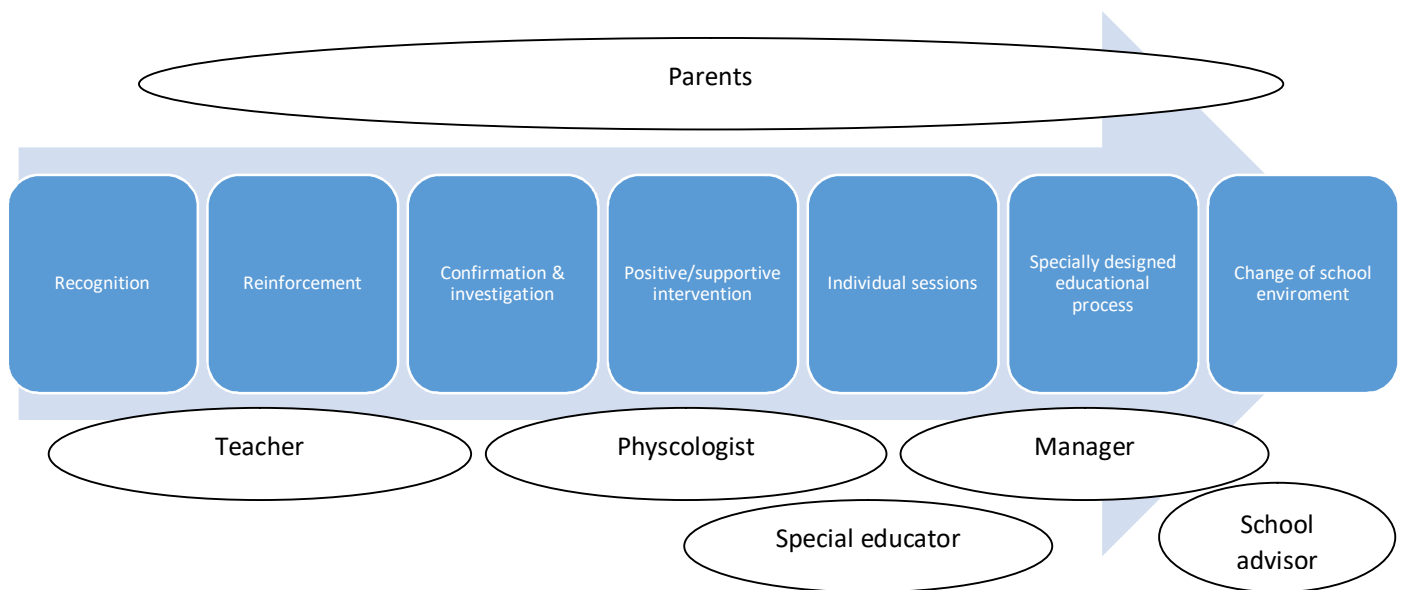 Parents
Recognition
Reinforcement
Confirmation &
investigation
Positive/supportive
intervention
Individual sessions
Specially designed
educational
process
Change of school
enviroment
Teacher
Physcologist
Manager
Special educator
School
advisor